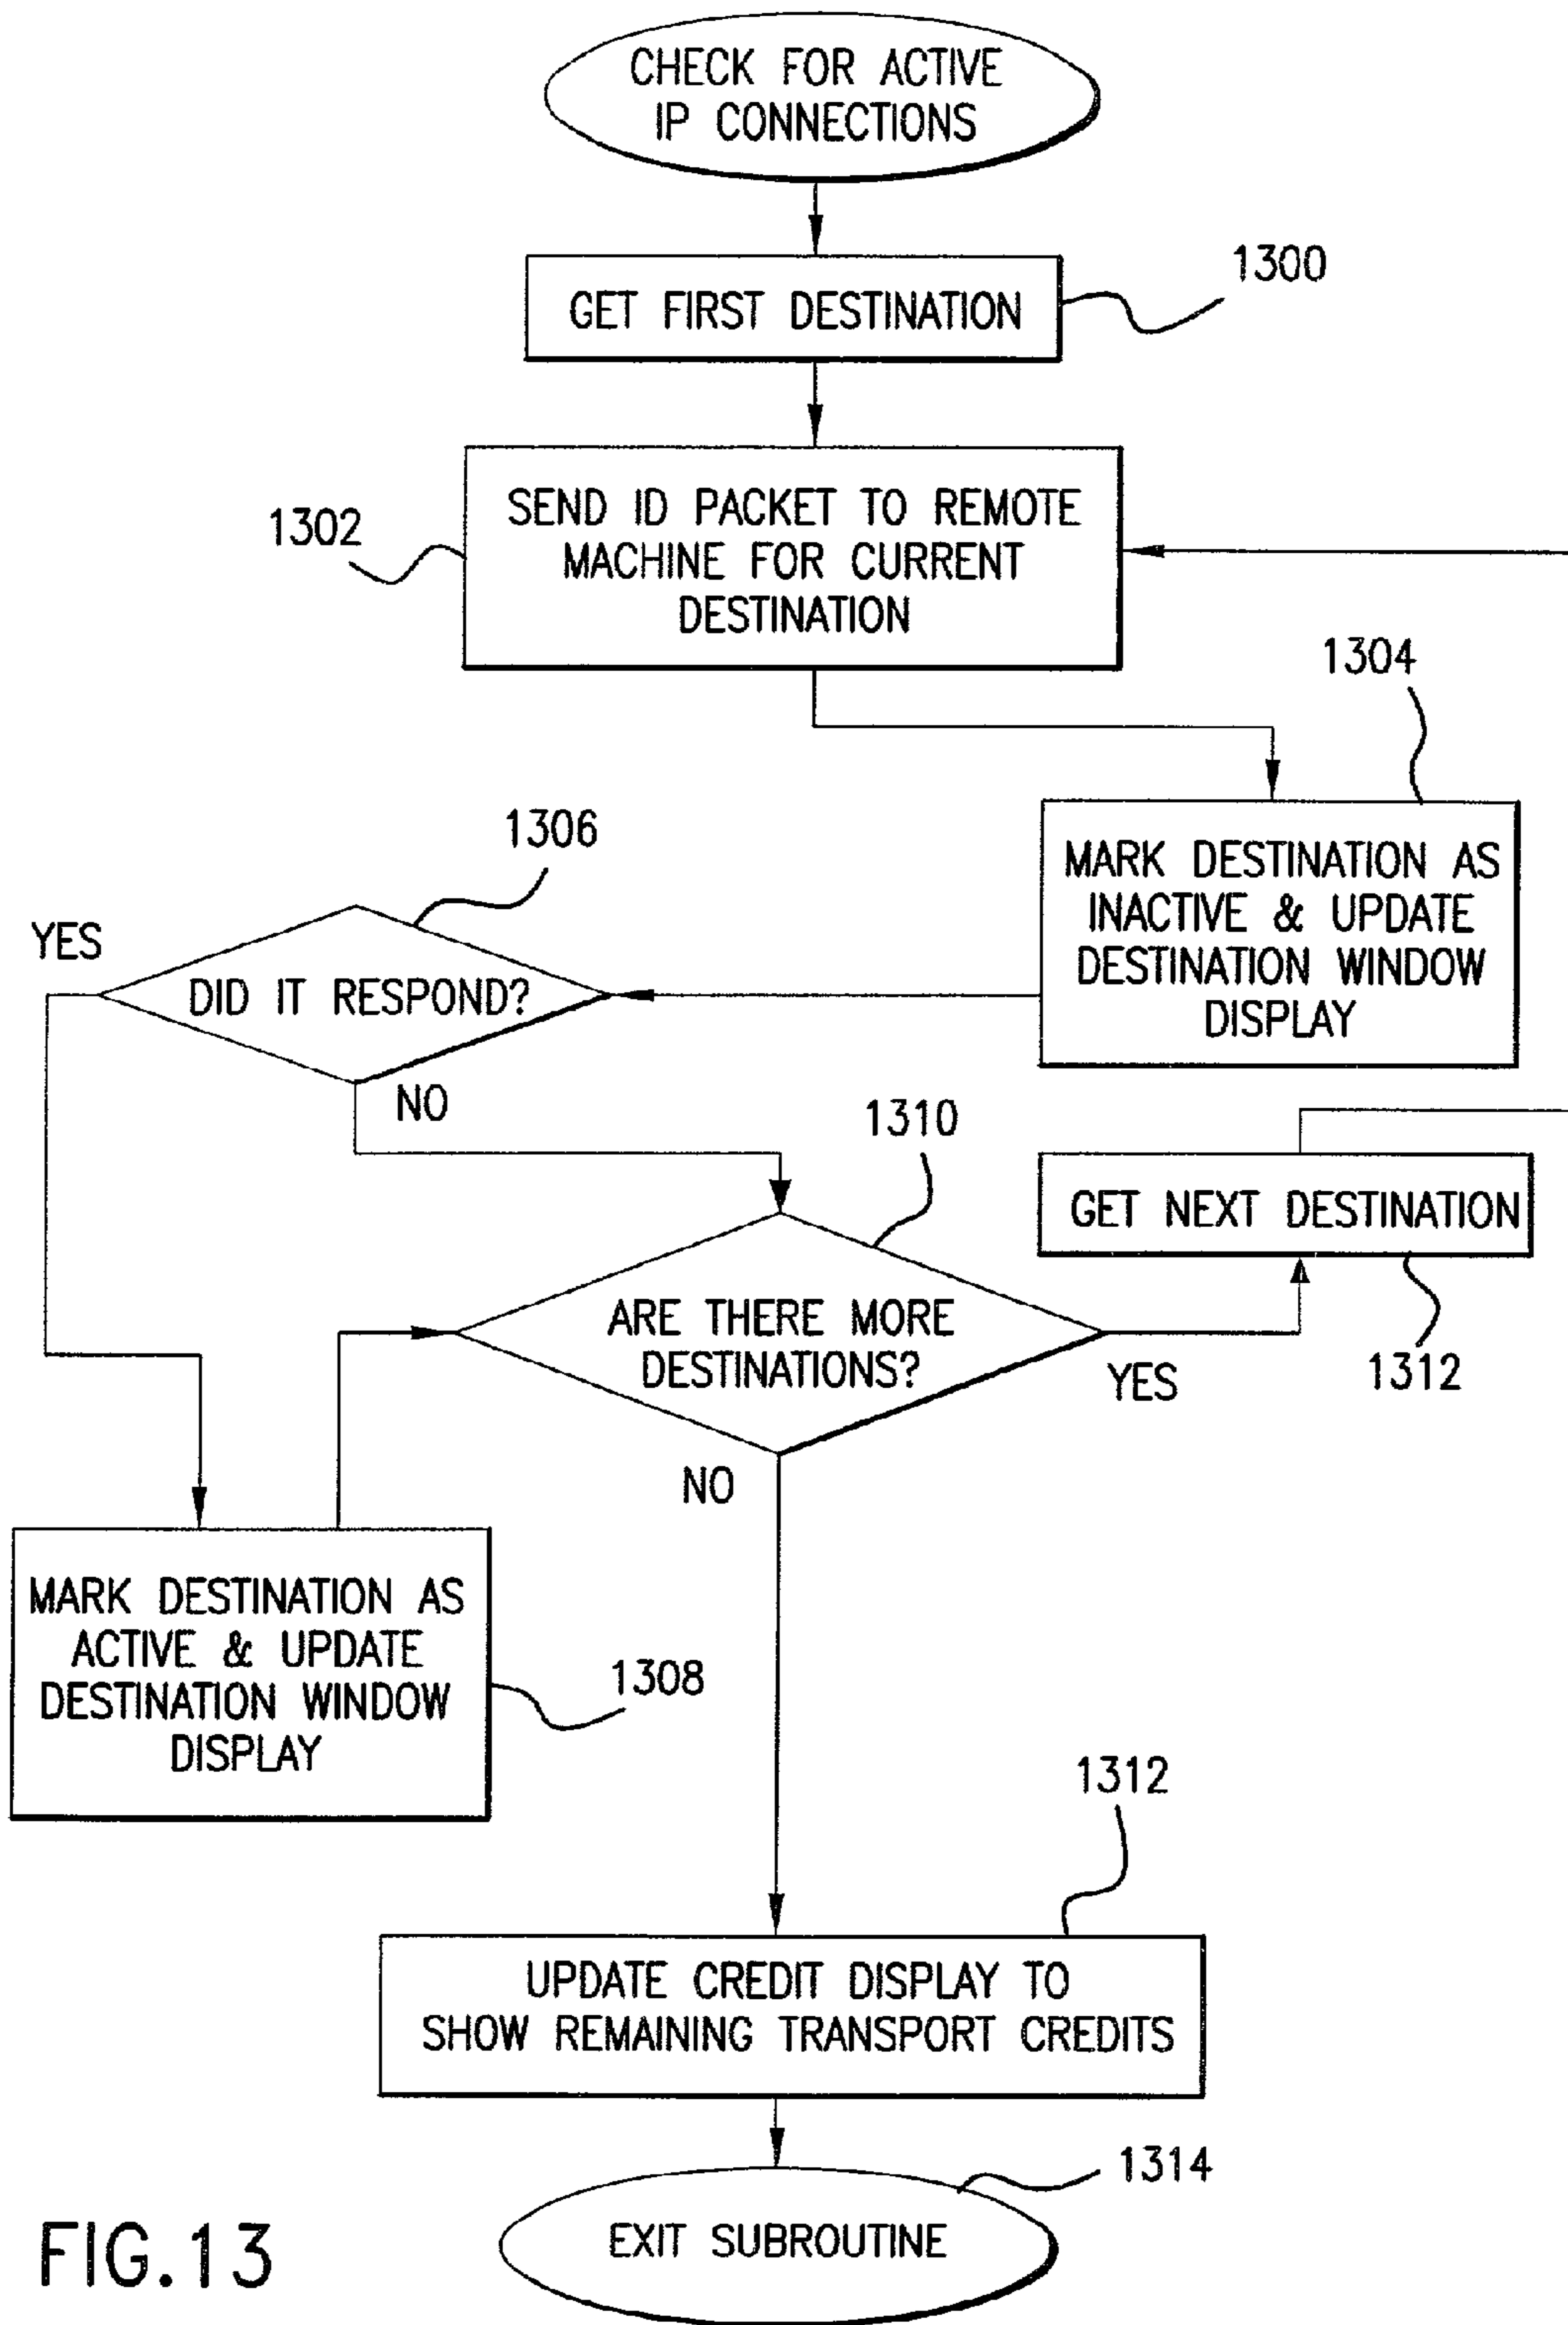 CHECK FOR ACTIVE
IP CONNECTIONS
1300
GET FIRST DESTINATION
1302
SEND ID PACKET TO REMOTE
MACHINE FOR CURRENT
DESTINATION
1304
MARK DESTINATION AS
INACTIVE & UPDATE
DESTINATION WINDOW
DISPLAY
1306
YES
DID IT RESPOND?
NO
1310
GET NEXT DESTINATION
1312
ARE THERE MORE
DESTINATIONS?
YES
NO
MARK DESTINATION AS
ACTIVE & UPDATE
DESTINATION WINDOW
DISPLAY
1308
1312
UPDATE CREDIT DISPLAY TO
SHOW REMAINING TRANSPORT CREDITS
1314
EXIT SUBROUTINE
FIG.13